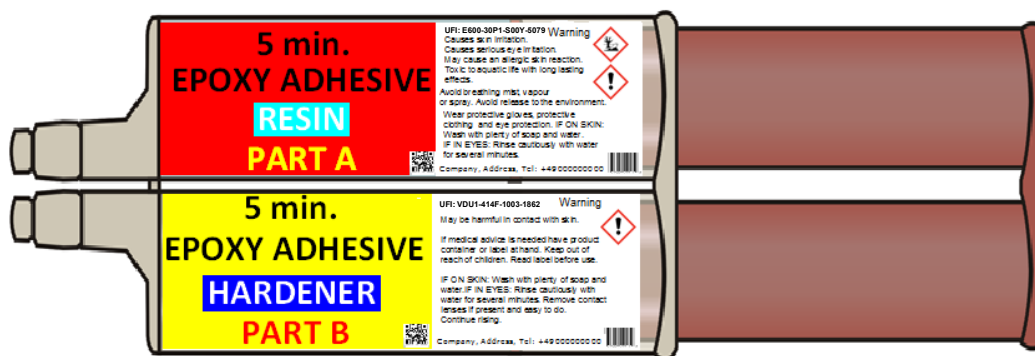 5 min.
EPOXY ADHESIVE
RESIN
PART A
UFI: E600-30P1-S00Y-5079 Warning
Causes skin irritation.
Causes serious eye irritation.
May cause an allergic skin reaction.
Toxic to aquatic life with long lasting
effects.
Avoid breathing mist, vapour
or spray. Avoid release to the environment.
Wear protective gloves, protective
clothing and eye protection. IF ON SKIN:
Wash with plenty of soap and water.
IF IN EYES: Rinse cautiously with water
for several minutes.
Company, Address, Tel: +49000000000
5 min.
EPOXY ADHESIVE
HARDENER
PART B
UFI: VDU1-414F-1003-1862 Warning
May be harmful in contact with skin.
If medical advice is needed have product
container or label at hand. Keep out of
reach of children. Read label before use.
IF ON SKIN: Wash with plenty of soap and
water.IF IN EYES: Rinse cautiously with
water for several minutes. Remove contact
lenses if present and easy to do.
Continue rising.
Company, Address, Tel: +49000000000